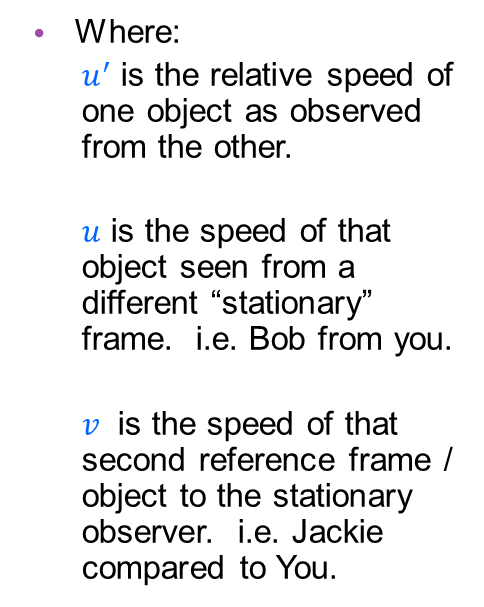 • Where:
u′ is the relative speed of
one object as observed
from the other.
u is the speed of that
object seen from a
different “stationary”
frame.  i.e. Bob from you.
v  is the speed of that
second reference frame /
object to the stationary
observer.  i.e. Jackie
compared to You.